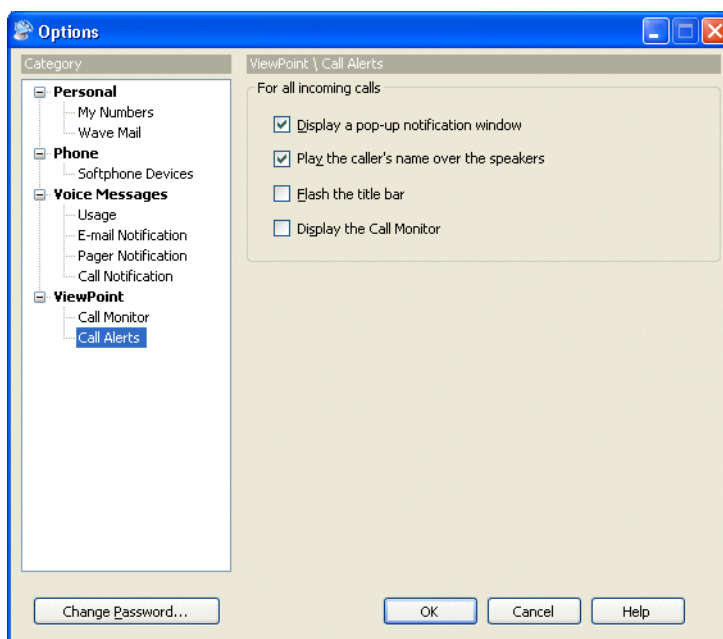 Options
Category
Personal
My Numbers
Wave Mail
Phone
Softphone Devices
Voice Messages
Usage
E-mail Notification
Pager Notification
Call Notification
ViewPoint
Call Monitor
Call Alerts
ViewPoint \ Call Alerts
For all incoming calls
Display a pop-up notification window
Play the caller's name over the speakers
Flash the title bar
Display the Call Monitor
Change Password...
OK
Cancel
Help